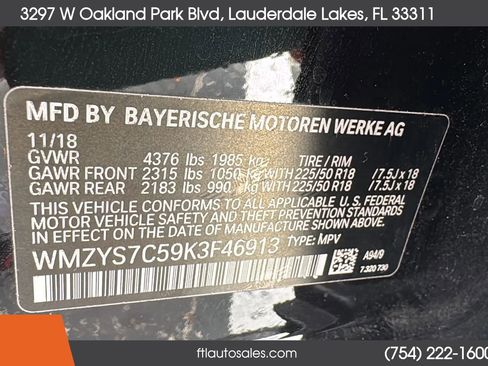 3297 W Oakland Park Blvd, Lauderdale Lakes, FL 33311
MFD BY BAYERISCHE MOTOREN WERKE AG
11/18
GVWR 4376 lbs 1985 kg TIRE / RIM
GAWR FRONT 2315 lbs 1050 kg WITH 225/50 R18 / 7.5J x 18
GAWR REAR 2183 lbs 990 kg WITH 225/50 R18 / 7.5J x 18
THIS VEHICLE CONFORMS TO ALL APPLICABLE U.S. FEDERAL
MOTOR VEHICLE SAFETY, BUMPER, AND THEFT PREVENTION
STANDARDS IN EFFECT ON THE DATE OF MANUFACTURE SHOWN ABOVE.
WMZYS7C59K3F46913 TYPE: MPV
A94/9
7 320 730
ftlautosales.com
(754) 222-1600